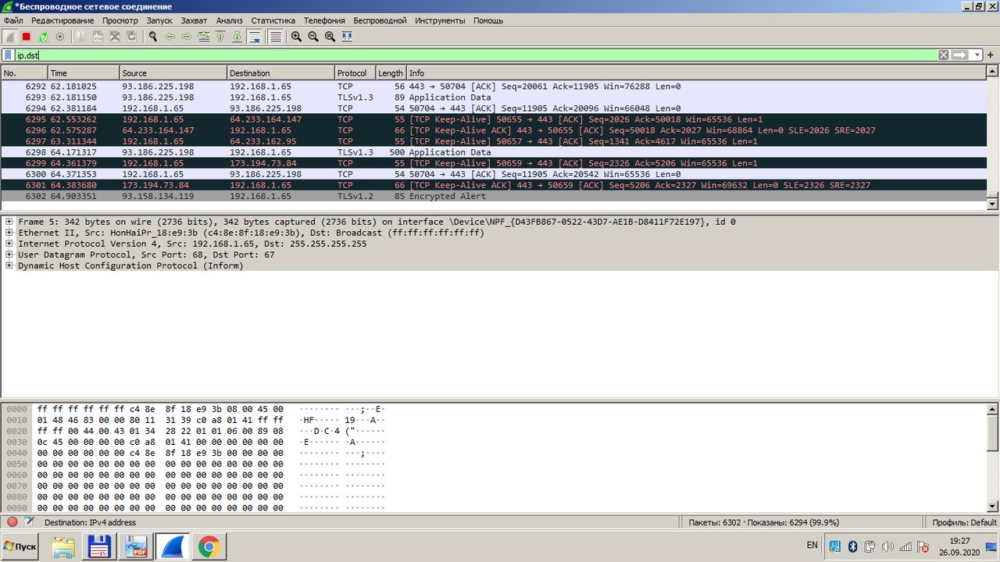 *Беспроводное сетевое соединение
Файл Редактирование Просмотр Запуск Захват Анализ Статистика Телефония Беспроводной Инструменты Помощь
ip.dst
No. Time Source Destination Protocol Length Info
6292 62.181025 93.186.225.198 192.168.1.65 TCP 56 443 → 50704 [ACK] Seq=20061 Ack=11905 Win=76288 Len=0
6293 62.181150 93.186.225.198 192.168.1.65 TLSv1.3 89 Application Data
6294 62.381184 192.168.1.65 93.186.225.198 TCP 54 50704 → 443 [ACK] Seq=11905 Ack=20096 Win=66048 Len=0
6295 62.553262 192.168.1.65 64.233.164.147 TCP 55 [TCP Keep-Alive] 50655 → 443 [ACK] Seq=2026 Ack=50018 Win=65536 Len=1
6296 62.575287 64.233.164.147 192.168.1.65 TCP 66 [TCP Keep-Alive ACK] 443 → 50655 [ACK] Seq=50018 Ack=2027 Win=68864 Len=0 SLE=2026 SRE=2027
6297 63.311344 192.168.1.65 64.233.162.95 TCP 55 [TCP Keep-Alive] 50657 → 443 [ACK] Seq=1341 Ack=4617 Win=65536 Len=1
6298 64.171317 93.186.225.198 192.168.1.65 TLSv1.3 500 Application Data
6299 64.361379 192.168.1.65 173.194.73.84 TCP 55 [TCP Keep-Alive] 50659 → 443 [ACK] Seq=2326 Ack=5206 Win=65536 Len=1
6300 64.371353 192.168.1.65 93.186.225.198 TCP 54 50704 → 443 [ACK] Seq=11905 Ack=20542 Win=65536 Len=0
6301 64.383680 173.194.73.84 192.168.1.65 TCP 66 [TCP Keep-Alive ACK] 443 → 50659 [ACK] Seq=5206 Ack=2327 Win=69632 Len=0 SLE=2326 SRE=2327
6302 64.903351 93.158.134.119 192.168.1.65 TLSv1.2 85 Encrypted Alert
Frame 5: 342 bytes on wire (2736 bits), 342 bytes captured (2736 bits) on interface \Device\NPF_{D43FB867-0522-43D7-AE1B-D8411F72E197}, id 0
Ethernet II, Src: HonHaiPr_18:e9:3b (c4:8e:8f:18:e9:3b), Dst: Broadcast (ff:ff:ff:ff:ff:ff)
Internet Protocol Version 4, Src: 192.168.1.65, Dst: 255.255.255.255
User Datagram Protocol, Src Port: 68, Dst Port: 67
Dynamic Host Configuration Protocol (Inform)
0000 ff ff ff ff ff ff c4 8e 8f 18 e9 3b 08 00 45 00 ········ ···;··E·
0010 01 48 46 83 00 00 80 11 31 39 c0 a8 01 41 ff ff ·HF····· 19···A··
0020 ff ff 00 44 00 43 01 34 28 22 01 01 06 00 89 08 ···D·C·4 ("······
0030 0c 45 00 00 00 00 c0 a8 01 41 00 00 00 00 00 00 ·E······ ·A······
0040 00 00 00 00 00 00 c4 8e 8f 18 e9 3b 00 00 00 00 ········ ···;····
0050 00 00 00 00 00 00 00 00 00 00 00 00 00 00 00 00 ········ ········
0060 00 00 00 00 00 00 00 00 00 00 00 00 00 00 00 00 ········ ········
0070 00 00 00 00 00 00 00 00 00 00 00 00 00 00 00 00 ········ ········
0080 00 00 00 00 00 00 00 00 00 00 00 00 00 00 00 00 ········ ········
0090 00 00 00 00 00 00 00 00 00 00 00 00 00 00 00 00 ········ ········
Destination: IPv4 address Пакеты: 6302 · Показаны: 6294 (99.9%) Профиль: Default
Пуск 64 PDF EN 19:27
26.09.2020